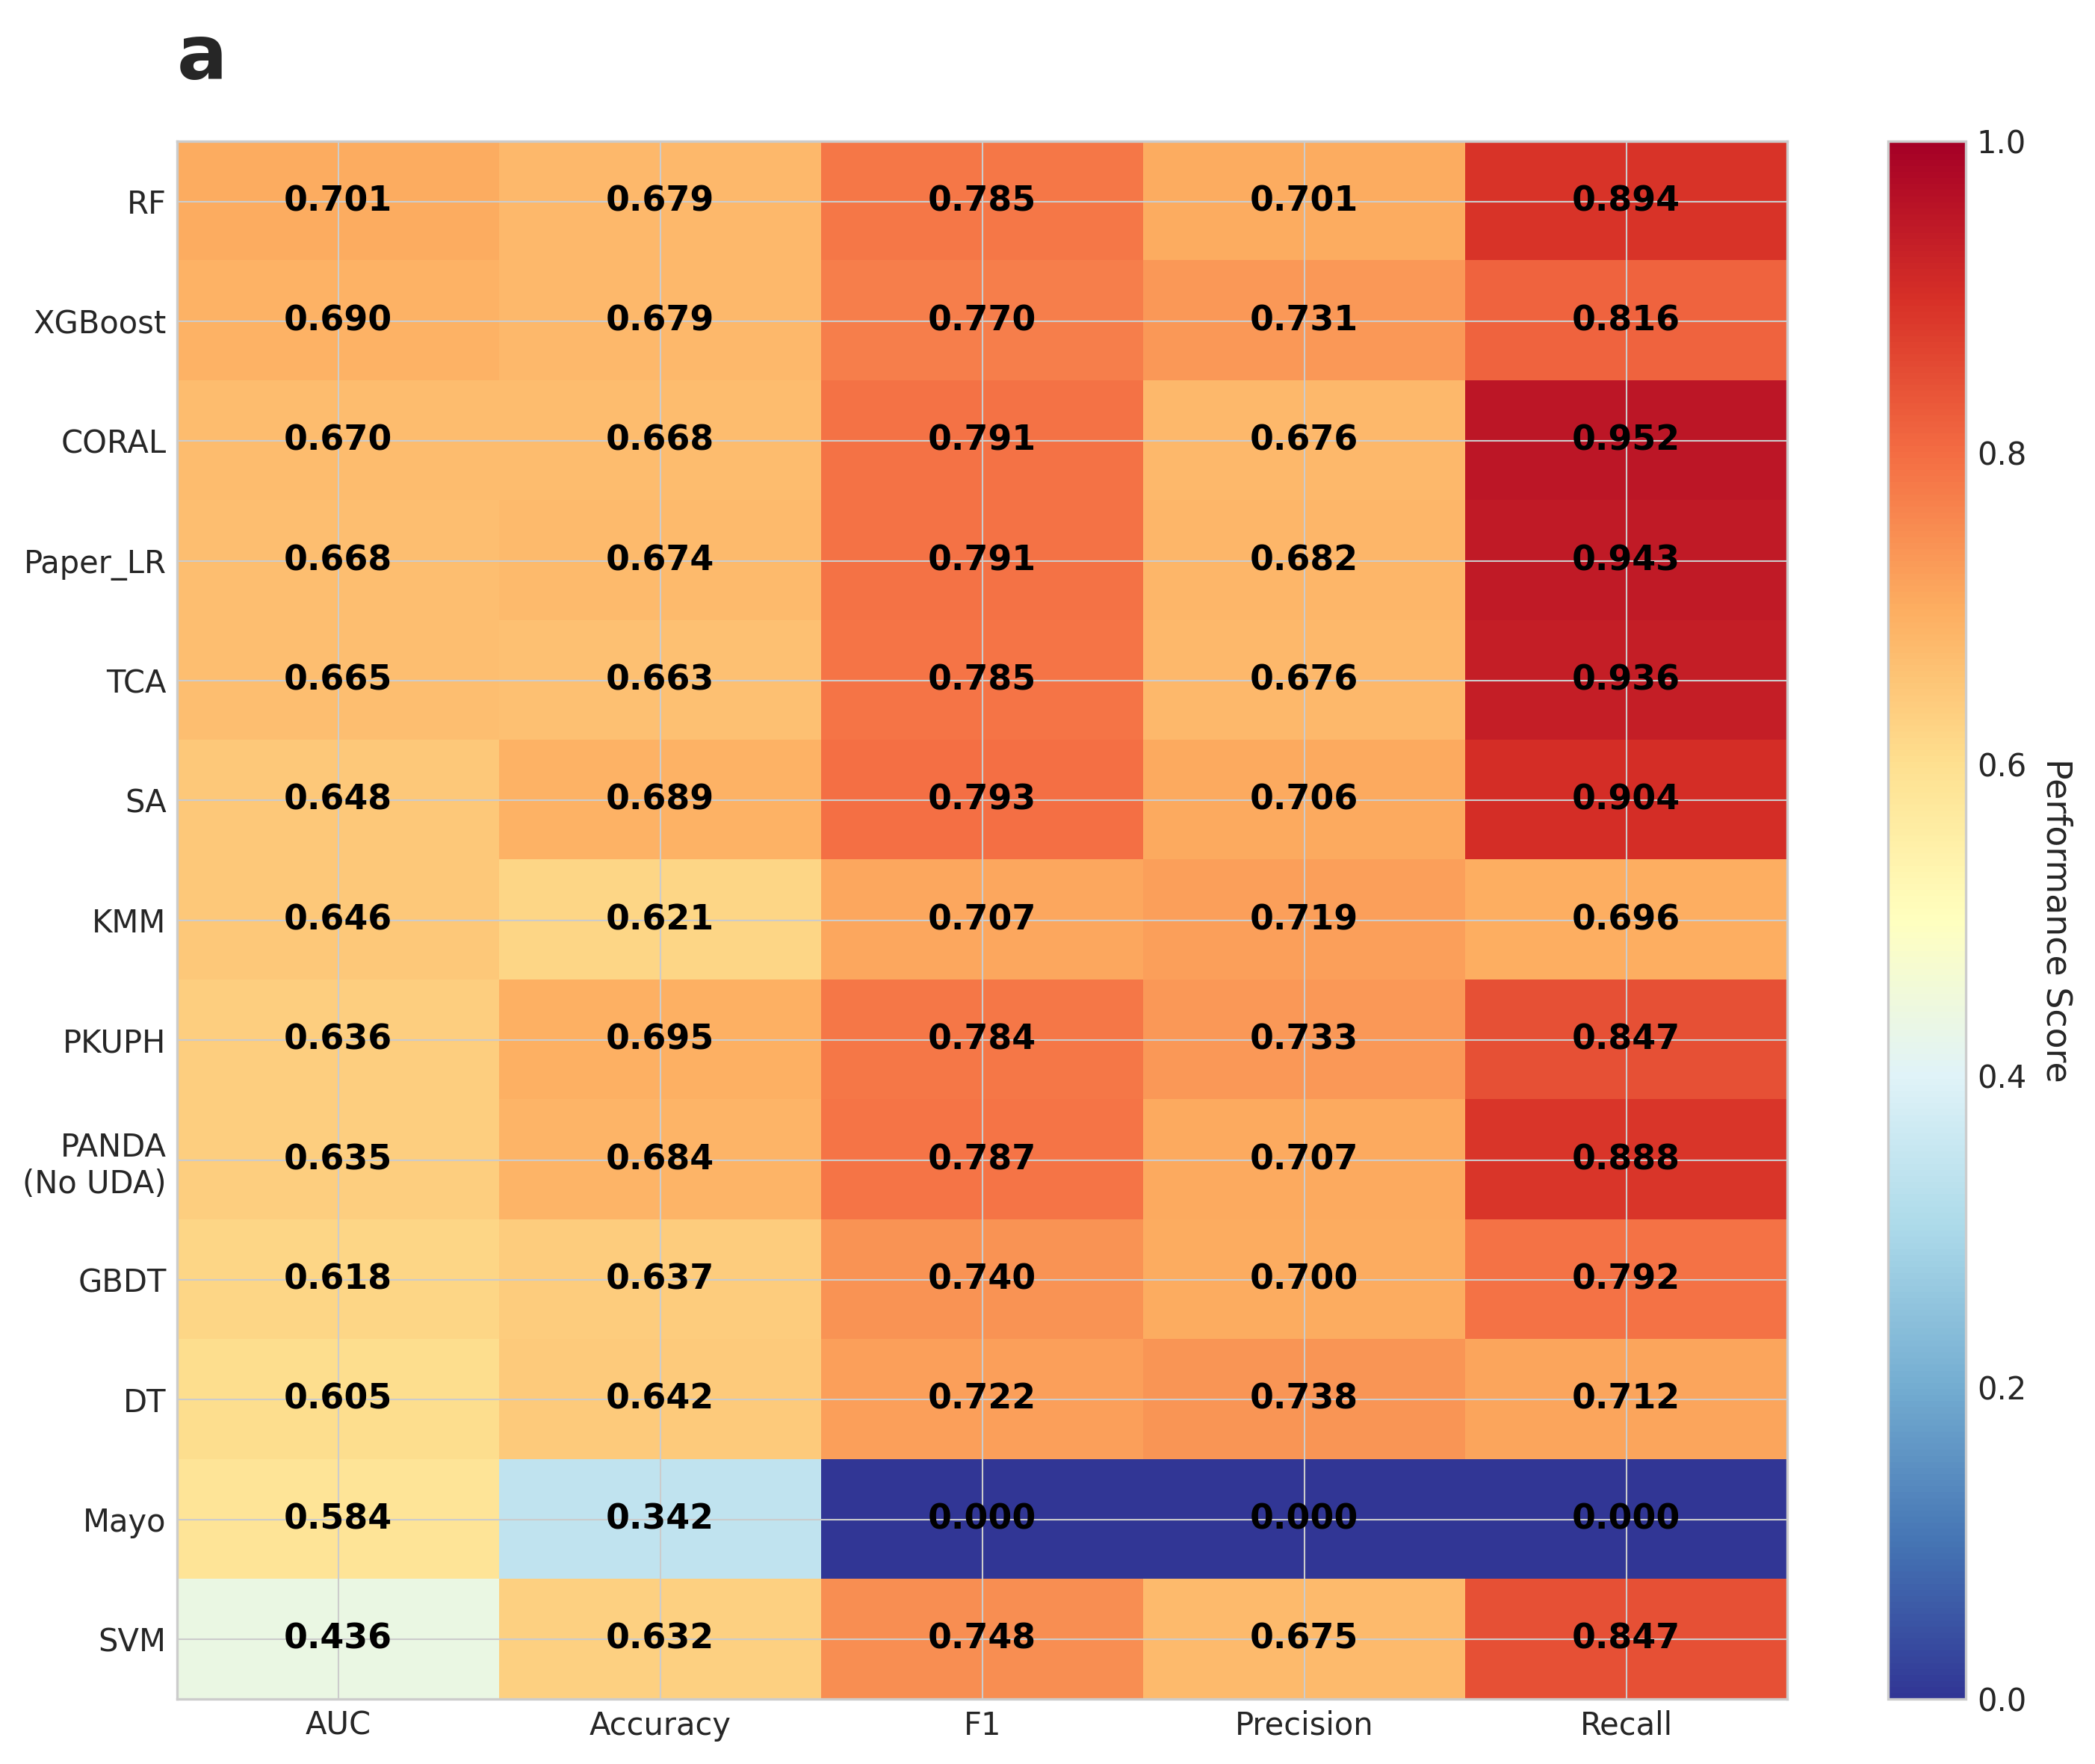 a
RF 0.701 0.679 0.785 0.701 0.894
XGBoost 0.690 0.679 0.770 0.731 0.816
CORAL 0.670 0.668 0.791 0.676 0.952
Paper_LR 0.668 0.674 0.791 0.682 0.943
TCA 0.665 0.663 0.785 0.676 0.936
SA 0.648 0.689 0.793 0.706 0.904
KMM 0.646 0.621 0.707 0.719 0.696
PKUPH 0.636 0.695 0.784 0.733 0.847
PANDA
(No UDA) 0.635 0.684 0.787 0.707 0.888
GBDT 0.618 0.637 0.740 0.700 0.792
DT 0.605 0.642 0.722 0.738 0.712
Mayo 0.584 0.342 0.000 0.000 0.000
SVM 0.436 0.632 0.748 0.675 0.847
AUC Accuracy F1 Precision Recall
1.0
0.8
0.6
0.4
0.2
0.0
Performance Score